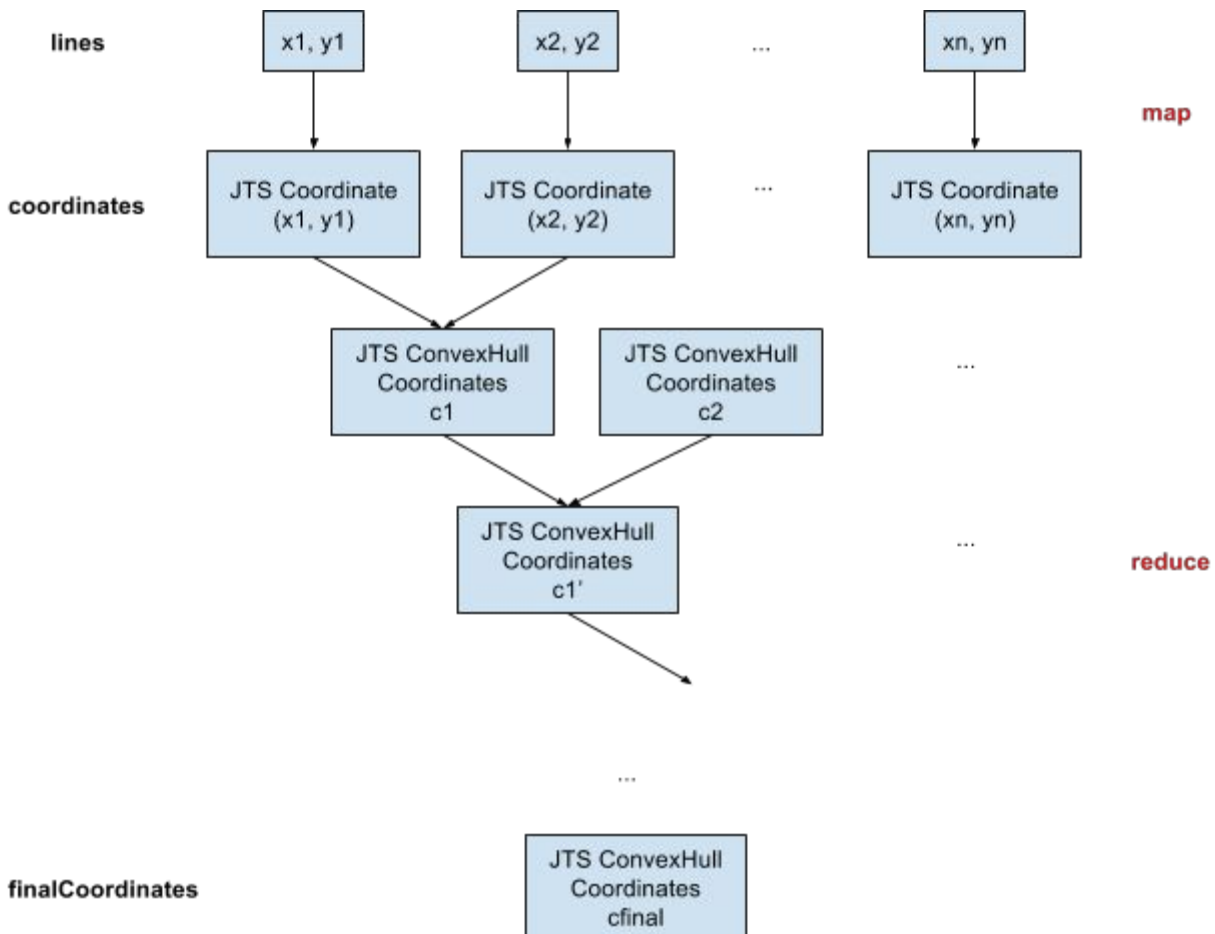 lines
x1, y1
x2, y2
...
xn, yn
map
coordinates
JTS Coordinate
(x1, y1)
JTS Coordinate
(x2, y2)
...
JTS Coordinate
(xn, yn)
JTS ConvexHull
Coordinates
c1
JTS ConvexHull
Coordinates
c2
...
JTS ConvexHull
Coordinates
c1’
...
reduce
...
finalCoordinates
JTS ConvexHull
Coordinates
cfinal